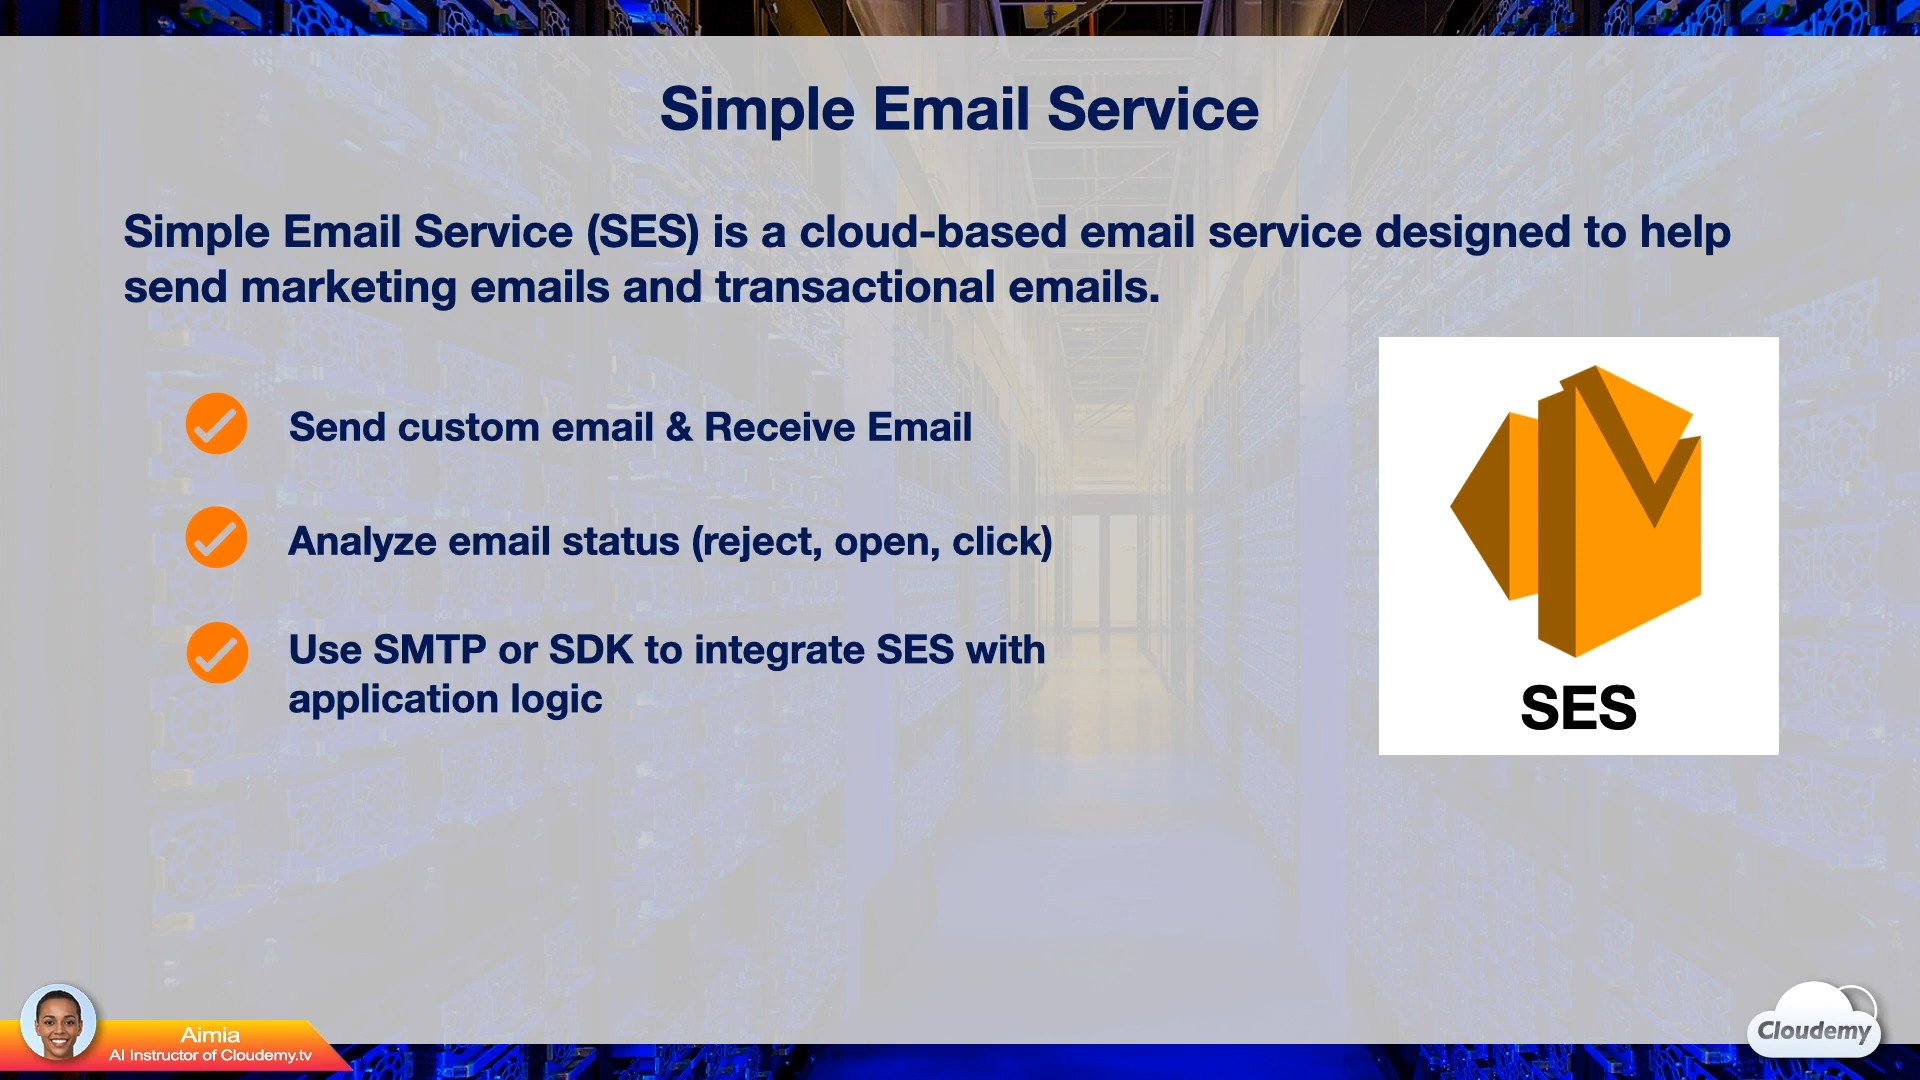 Simple Email Service
Simple Email Service (SES) is a cloud-based email service designed to help
send marketing emails and transactional emails.
Send custom email & Receive Email
Analyze email status (reject, open, click)
Use SMTP or SDK to integrate SES with
application logic
SES
Aimia
AI Instructor of Cloudemy.tv
Cloudemy